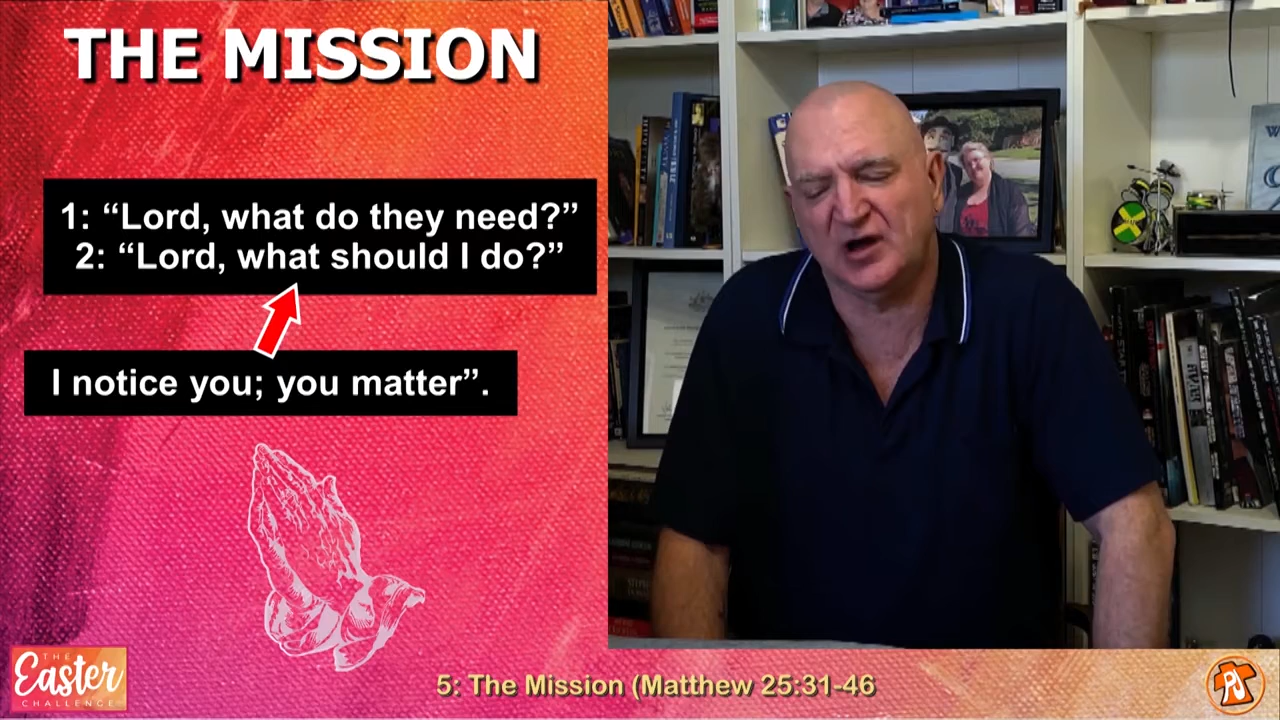 THE MISSION
1: “Lord, what do they need?”
2: “Lord, what should I do?”
I notice you; you matter”.
THE
Easter
CHALLENGE
5: The Mission (Matthew 25:31-46
PJ